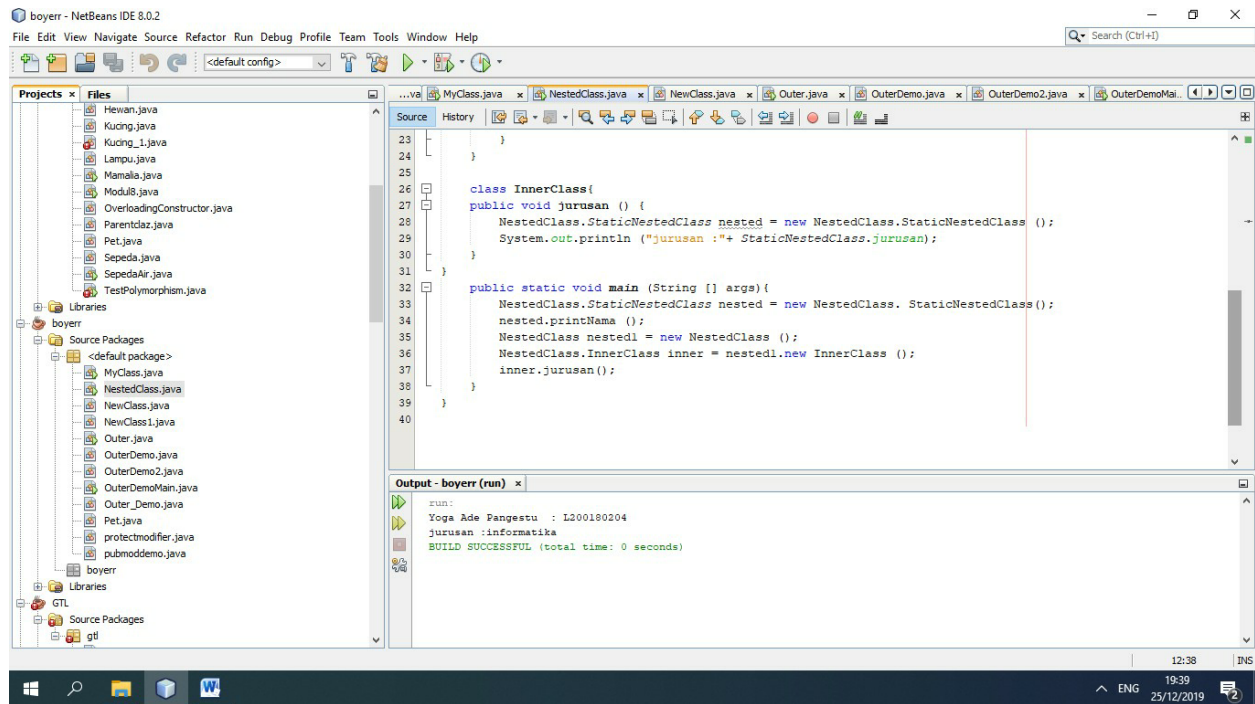 boyerr - NetBeans IDE 8.0.2
File Edit View Navigate Source Refactor Run Debug Profile Team Tools Window Help
Search (Ctrl+I)
<default config>
Projects x Files
Hewan.java
Kucing.java
Kucing_1.java
Lampu.java
Mamalia.java
Modul8.java
OverloadingConstructor.java
Parentclaz.java
Pet.java
Sepeda.java
SepedaAir.java
TestPolymorphism.java
Libraries
boyerr
Source Packages
<default package>
MyClass.java
NestedClass.java
NewClass.java
NewClass1.java
Outer.java
OuterDemo.java
OuterDemo2.java
OuterDemoMain.java
Outer_Demo.java
Pet.java
protectmodifier.java
pubmoddemo.java
boyerr
Libraries
GTL
Source Packages
gtl
...va MyClass.java x NestedClass.java x NewClass.java x Outer.java x OuterDemo.java x OuterDemo2.java x OuterDemoMai...
Source History
23 }
24 }
25
26 class InnerClass{
27 public void jurusan () {
28 NestedClass.StaticNestedClass nested = new NestedClass.StaticNestedClass ();
29 System.out.println ("jurusan :"+ StaticNestedClass.jurusan);
30 }
31 }
32 public static void main (String [] args){
33 NestedClass.StaticNestedClass nested = new NestedClass. StaticNestedClass();
34 nested.printNama ();
35 NestedClass nested1 = new NestedClass ();
36 NestedClass.InnerClass inner = nested1.new InnerClass ();
37 inner.jurusan();
38 }
39 }
40
Output - boyerr (run) x
run:
Yoga Ade Pangestu : L200180204
jurusan :informatika
BUILD SUCCESSFUL (total time: 0 seconds)
12:38 INS
ENG
19:39
25/12/2019
2